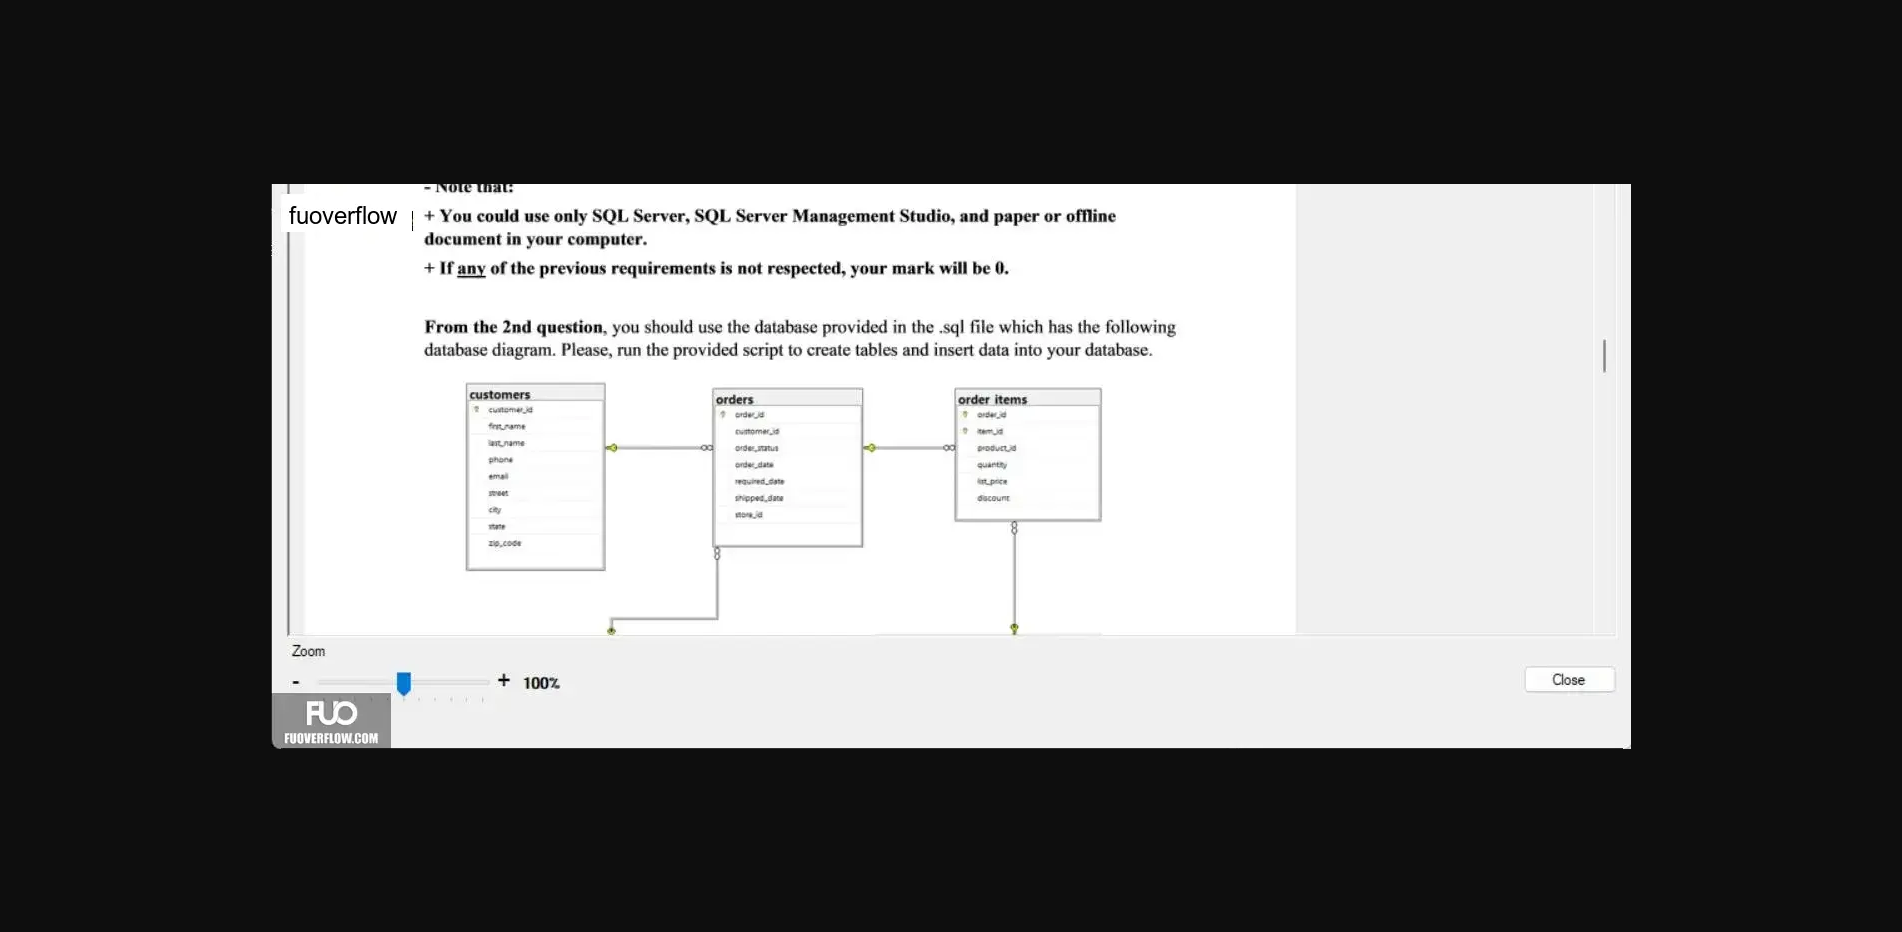 - Note that:
fuoverflow
+ You could use only SQL Server, SQL Server Management Studio, and paper or offline
document in your computer.
+ If any of the previous requirements is not respected, your mark will be 0.
From the 2nd question, you should use the database provided in the .sql file which has the following
database diagram. Please, run the provided script to create tables and insert data into your database.
customers
customer_id
first_name
last_name
phone
email
street
city
state
zip_code
orders
order_id
customer_id
order_status
order_date
required_date
shipped_date
store_id
order items
order_id
item_id
product_id
quantity
list_price
discount
Zoom
- + 100%
Close
FUO
FUOVERFLOW.COM